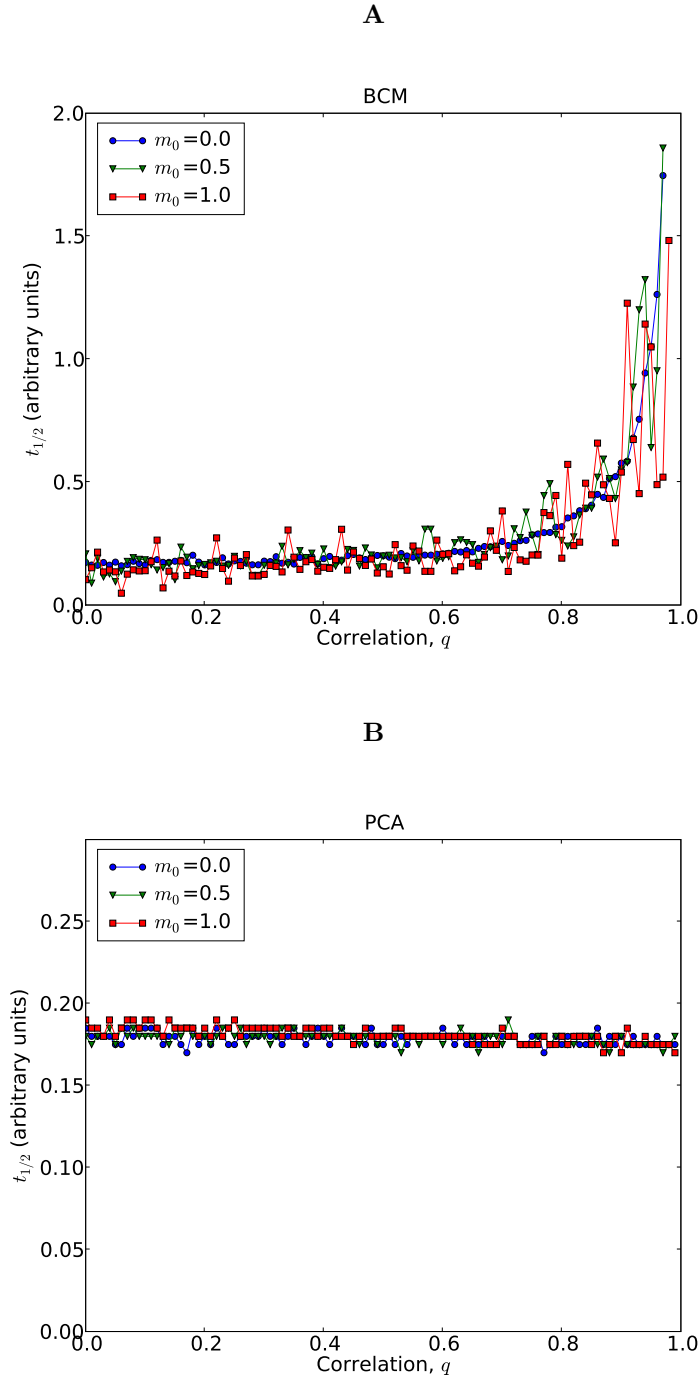 A
BCM
2.0
1.5
1.0
0.5
0.0
t1/2 (arbitrary units)
m0=0.0
m0=0.5
m0=1.0
0.0 0.2 0.4 0.6 0.8 1.0
Correlation, q
B
PCA
0.25
0.20
0.15
0.10
0.05
0.00
t1/2 (arbitrary units)
m0=0.0
m0=0.5
m0=1.0
0.0 0.2 0.4 0.6 0.8 1.0
Correlation, q